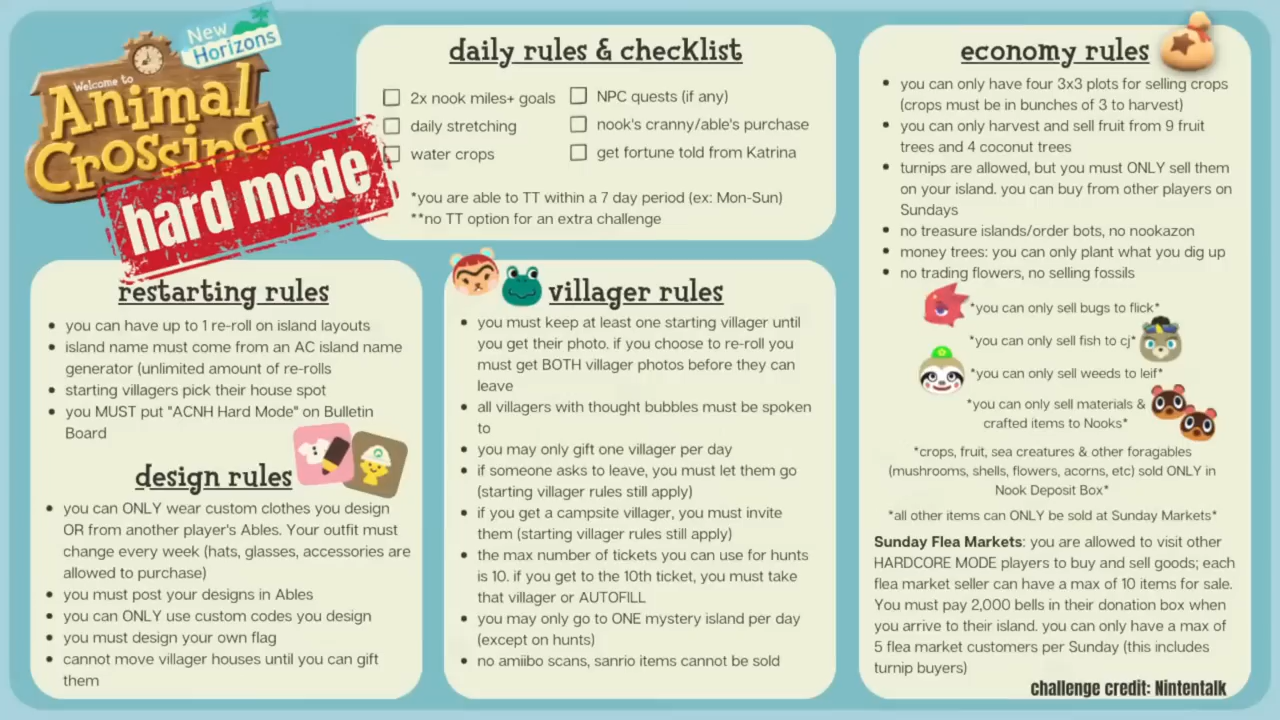 New
Horizons
Welcome to
Animal
Crossing
hard mode
daily rules & checklist
2x nook miles+ goals
daily stretching
water crops
NPC quests (if any)
nook's cranny/able's purchase
get fortune told from Katrina
*you are able to TT within a 7 day period (ex: Mon-Sun)
**no TT option for an extra challenge
restarting rules
• you can have up to 1 re-roll on island layouts
• island name must come from an AC island name
generator (unlimited amount of re-rolls
• starting villagers pick their house spot
• you MUST put "ACNH Hard Mode" on Bulletin
Board
design rules
• you can ONLY wear custom clothes you design
OR from another player's Ables. Your outfit must
change every week (hats, glasses, accessories are
allowed to purchase)
• you must post your designs in Ables
• you can ONLY use custom codes you design
• you must design your own flag
• cannot move villager houses until you can gift
them
villager rules
• you must keep at least one starting villager until
you get their photo. if you choose to re-roll you
must get BOTH villager photos before they can
leave
• all villagers with thought bubbles must be spoken
to
• you may only gift one villager per day
• if someone asks to leave, you must let them go
(starting villager rules still apply)
• if you get a campsite villager, you must invite
them (starting villager rules still apply)
• the max number of tickets you can use for hunts
is 10. if you get to the 10th ticket, you must take
that villager or AUTOFILL
• you may only go to ONE mystery island per day
(except on hunts)
• no amiibo scans, sanrio items cannot be sold
economy rules
• you can only have four 3x3 plots for selling crops
(crops must be in bunches of 3 to harvest)
• you can only harvest and sell fruit from 9 fruit
trees and 4 coconut trees
• turnips are allowed, but you must ONLY sell them
on your island. you can buy from other players on
Sundays
• no treasure islands/order bots, no nookazon
• money trees: you can only plant what you dig up
• no trading flowers, no selling fossils
*you can only sell bugs to flick*
*you can only sell fish to cj*
*you can only sell weeds to leif*
*you can only sell materials &
crafted items to Nooks*
*crops, fruit, sea creatures & other foragables
(mushrooms, shells, flowers, acorns, etc) sold ONLY in
Nook Deposit Box*
*all other items can ONLY be sold at Sunday Markets*
Sunday Flea Markets: you are allowed to visit other
HARDCORE MODE players to buy and sell goods; each
flea market seller can have a max of 10 items for sale.
You must pay 2,000 bells in their donation box when
you arrive to their island. you can only have a max of
5 flea market customers per Sunday (this includes
turnip buyers)
challenge credit: Nintentalk